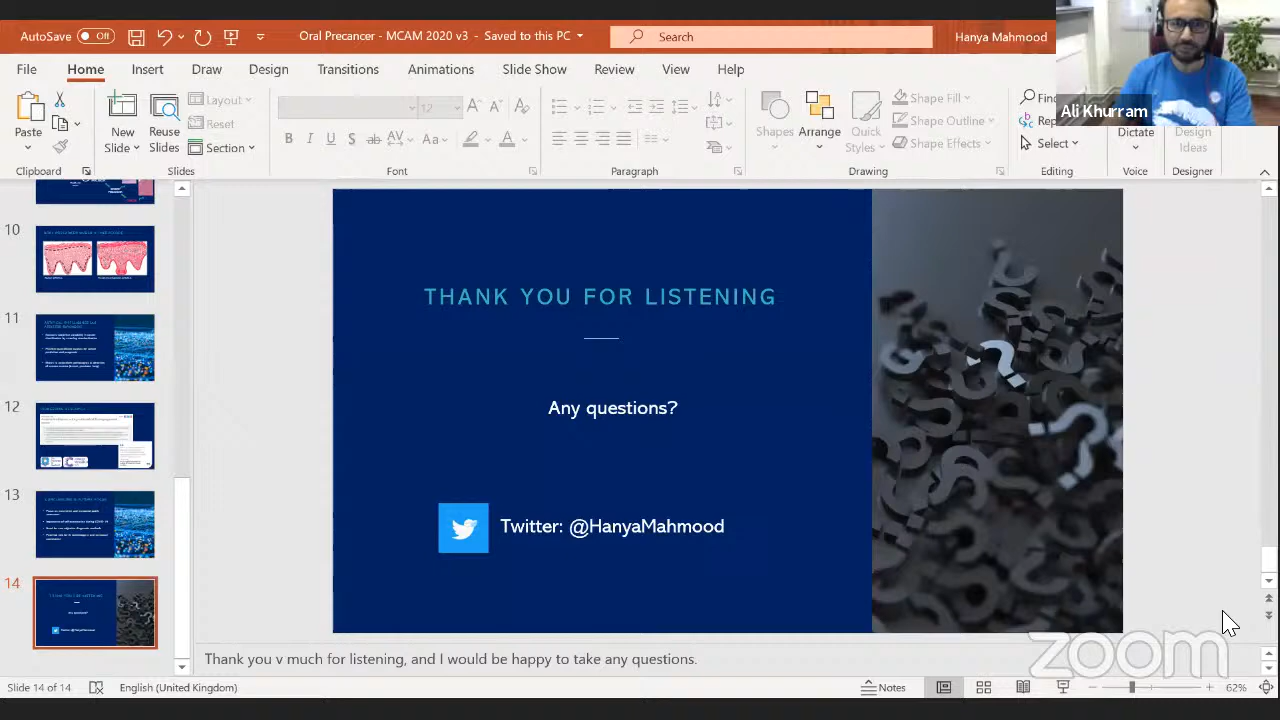 AutoSave Off Oral Precancer - MCAM 2020 v3 - Saved to this PC Search Hanya Mahmood
File Home Insert Draw Design Transitions Animations Slide Show Review View Help
Ali Khurram
Paste
New Slide
Reuse Slides
Layout
Reset
Section
12
B I U S ab AV Aa A
Shapes
Arrange
Quick Styles
Shape Fill
Shape Outline
Shape Effects
Select
Dictate
Design Ideas
Clipboard Slides Font Paragraph Drawing Editing Voice Designer
10
11
12
13
14
THANK YOU FOR LISTENING
Any questions?
Twitter: @HanyaMahmood
zoom
Thank you v much for listening, and I would be happy to take any questions.
Slide 14 of 14 English (United Kingdom) Notes 62%